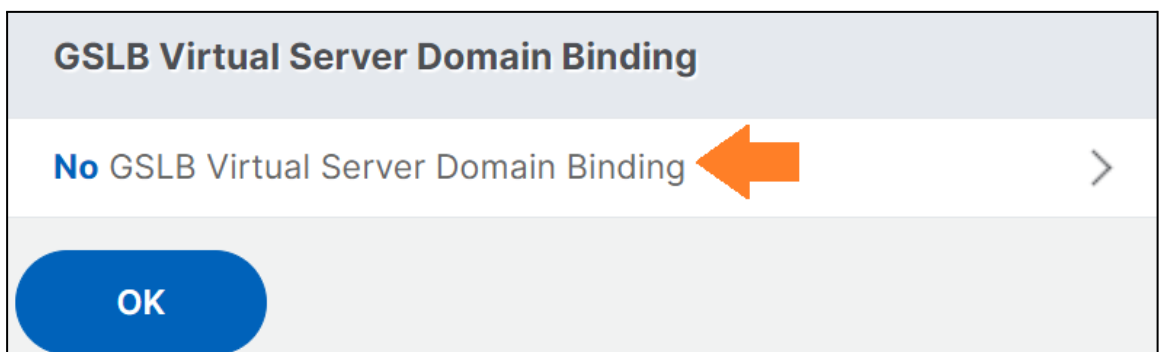 GSLB Virtual Server Domain Binding
No GSLB Virtual Server Domain Binding
OK